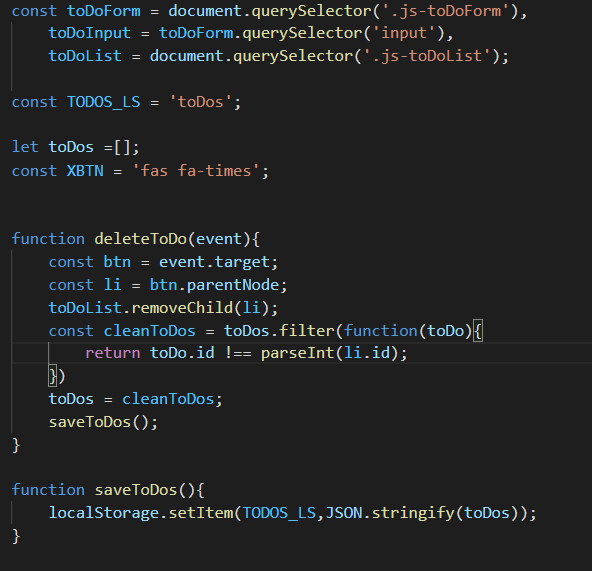 const toDoForm = document.querySelector('.js-toDoForm'),
    toDoInput = toDoForm.querySelector('input'),
    toDoList = document.querySelector('.js-toDoList');

const TODOS_LS = 'toDos';

let toDos =[];
const XBTN = 'fas fa-times';


function deleteToDo(event){
    const btn = event.target;
    const li = btn.parentNode;
    toDoList.removeChild(li);
    const cleanToDos = toDos.filter(function(toDo){
        return toDo.id !== parseInt(li.id);
    })
    toDos = cleanToDos;
    saveToDos();
}

function saveToDos(){
    localStorage.setItem(TODOS_LS,JSON.stringify(toDos));
}